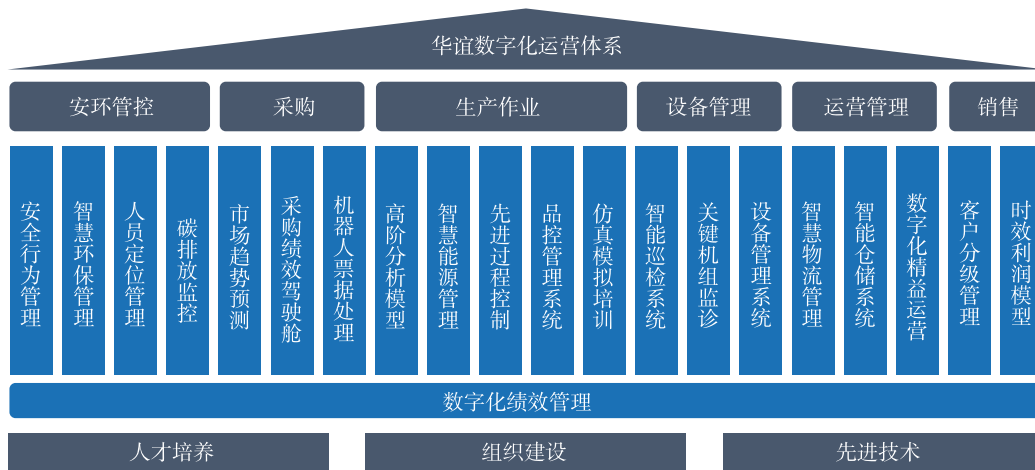 华谊数字化运营体系
安环管控
采购
生产作业
设备管理
运营管理
销售
安全行为管理
智慧环保管理
人员定位管理
碳排放监控
市场趋势预测
采购绩效驾驶舱
机器人票据处理
高阶分析模型
智慧能源管理
先进过程控制
品控管理系统
仿真模拟培训
智能巡检系统
关键机组监诊
设备管理系统
智慧物流管理
智能仓储系统
数字化精益运营
客户分级管理
时效利润模型
数字化绩效管理
人才培养
组织建设
先进技术